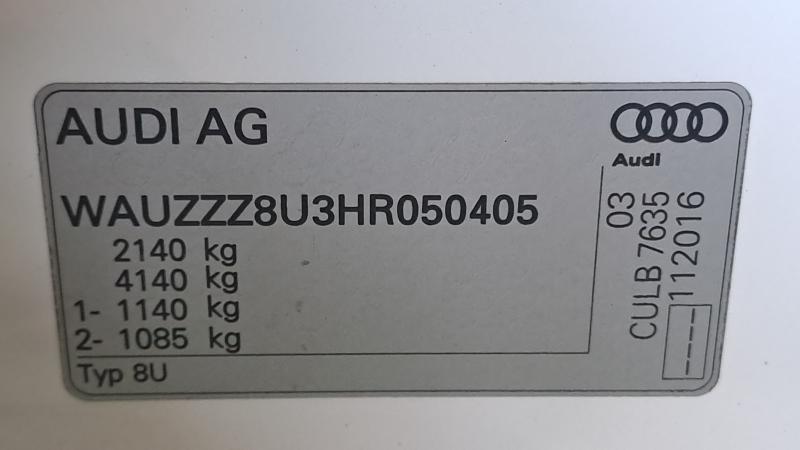 AUDI AG
Audi
WAUZZZ8U3HR050405
2140 kg
4140 kg
1- 1140 kg
2- 1085 kg
Typ 8U
03
CULB 7635
----- 112016